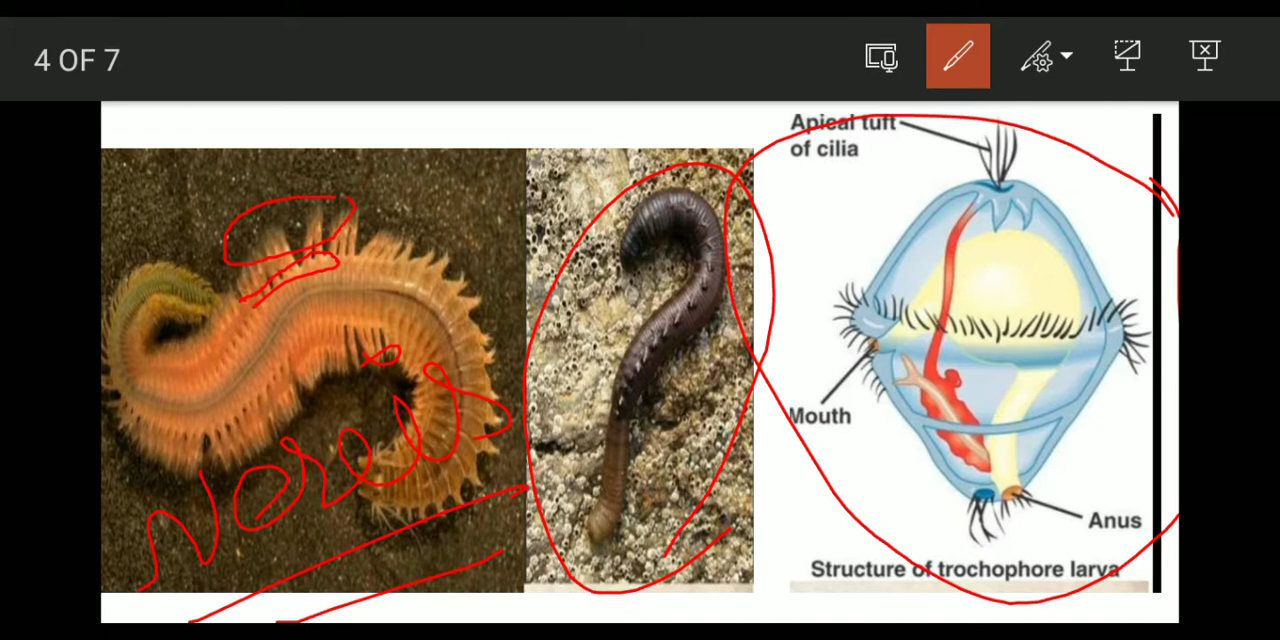 4 OF 7
Apical tuft
of cilia
Mouth
Nereis
Anus
Structure of trochophore larva